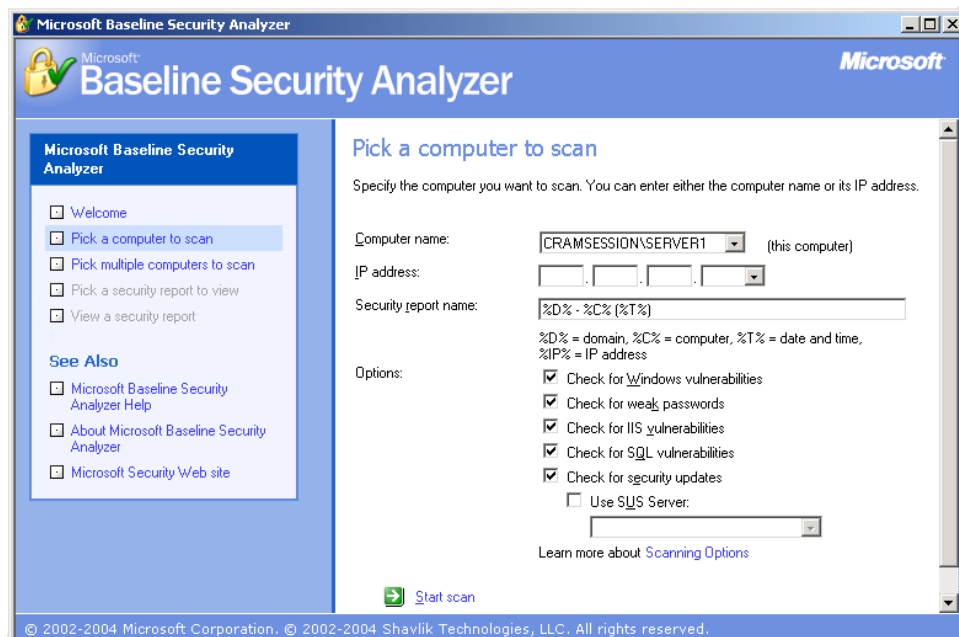 Microsoft Baseline Security Analyzer
Microsoft
Baseline Security Analyzer
Microsoft
Microsoft Baseline Security
Analyzer
Welcome
Pick a computer to scan
Pick multiple computers to scan
Pick a security report to view
View a security report
See Also
Microsoft Baseline Security
Analyzer Help
About Microsoft Baseline Security
Analyzer
Microsoft Security Web site
Pick a computer to scan
Specify the computer you want to scan. You can enter either the computer name or its IP address.
Computer name: CRAMSESSION\SERVER1 (this computer)
IP address: . . .
Security report name: %D% - %C% (%T%)
%D% = domain, %C% = computer, %T% = date and time,
%IP% = IP address
Options:
Check for Windows vulnerabilities
Check for weak passwords
Check for IIS vulnerabilities
Check for SQL vulnerabilities
Check for security updates
Use SUS Server:
Learn more about Scanning Options
Start scan
© 2002-2004 Microsoft Corporation. © 2002-2004 Shavlik Technologies, LLC. All rights reserved.